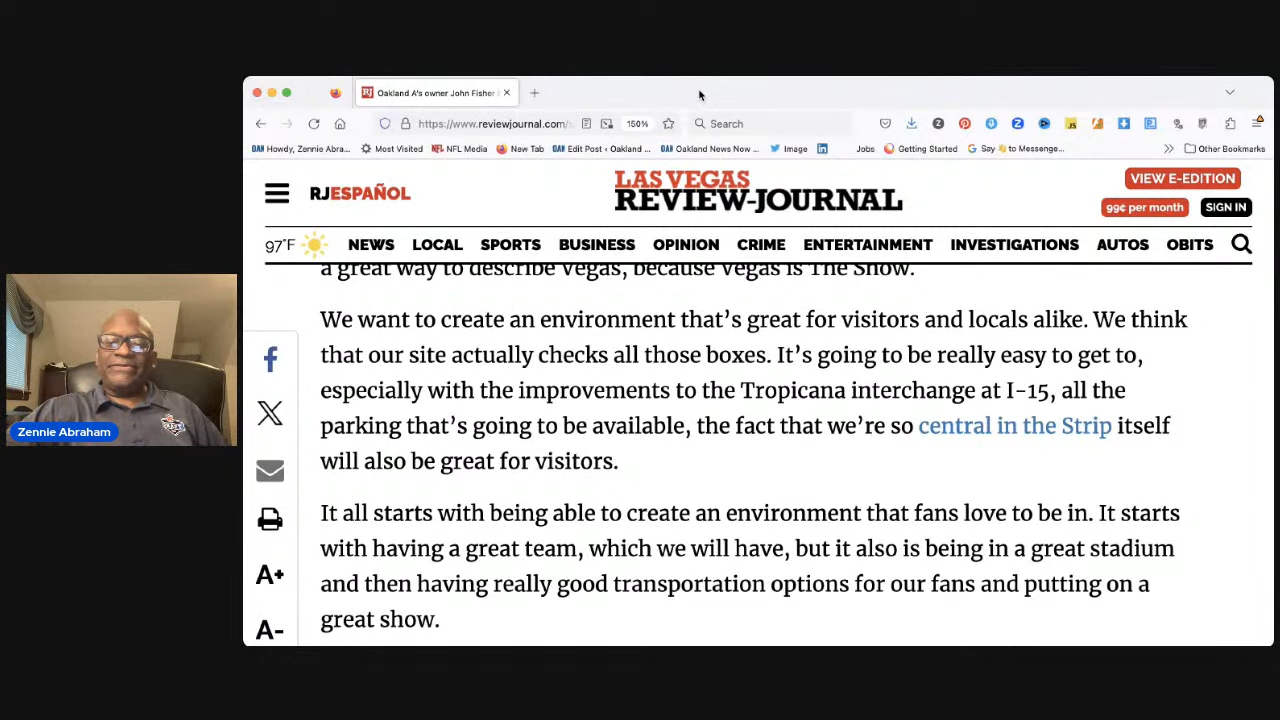 Oakland A's owner John Fisher
https://www.reviewjournal.com/
150%
Search
Howdy, Zennie Abra...
Most Visited
NFL Media
New Tab
Edit Post ‹ Oakland ...
Oakland News Now ...
Image
Jobs
Getting Started
Say 👋 to Messenge...
Other Bookmarks
RJESPAÑOL
LAS VEGAS
REVIEW-JOURNAL
VIEW E-EDITION
99¢ per month
SIGN IN
97°F
NEWS LOCAL SPORTS BUSINESS OPINION CRIME ENTERTAINMENT INVESTIGATIONS AUTOS OBITS
a great way to describe Vegas, because Vegas is The Show.
We want to create an environment that's great for visitors and locals alike. We think
that our site actually checks all those boxes. It's going to be really easy to get to,
especially with the improvements to the Tropicana interchange at I-15, all the
parking that's going to be available, the fact that we're so central in the Strip itself
will also be great for visitors.
It all starts with being able to create an environment that fans love to be in. It starts
with having a great team, which we will have, but it also is being in a great stadium
and then having really good transportation options for our fans and putting on a
great show.
A+
A-
Zennie Abraham